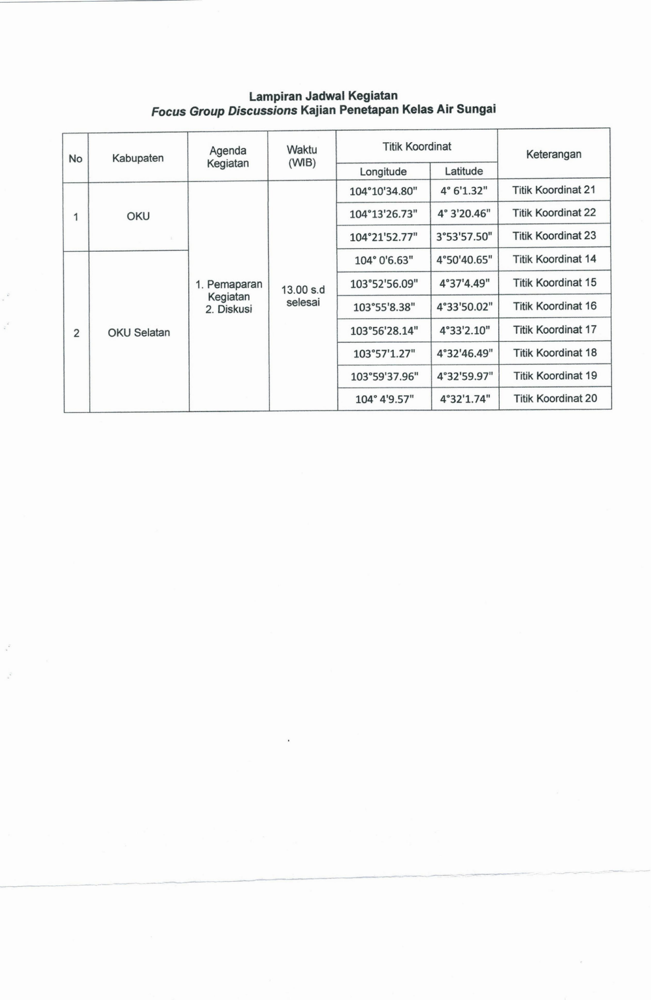 Lampiran Jadwal Kegiatan
Focus Group Discussions Kajian Penetapan Kelas Air Sungai
No Kabupaten Agenda Kegiatan Waktu (WIB) Titik Koordinat Keterangan
Longitude Latitude
1 OKU
1. Pemaparan Kegiatan
2. Diskusi
13.00 s.d selesai
104°10'34.80" 4° 6'1.32" Titik Koordinat 21
104°13'26.73" 4° 3'20.46" Titik Koordinat 22
104°21'52.77" 3°53'57.50" Titik Koordinat 23
2 OKU Selatan
104° 0'6.63" 4°50'40.65" Titik Koordinat 14
103°52'56.09" 4°37'4.49" Titik Koordinat 15
103°55'8.38" 4°33'50.02" Titik Koordinat 16
103°56'28.14" 4°33'2.10" Titik Koordinat 17
103°57'1.27" 4°32'46.49" Titik Koordinat 18
103°59'37.96" 4°32'59.97" Titik Koordinat 19
104° 4'9.57" 4°32'1.74" Titik Koordinat 20